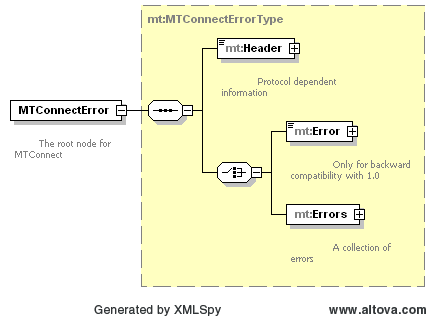 mt:MTConnectErrorType
mt:Header
Protocol dependent
information
MTConnectError
The root node for
MTConnect
mt:Error
Only for backward
compatibility with 1.0
mt:Errors
A collection of
errors
Generated by XMLSpy
www.altova.com